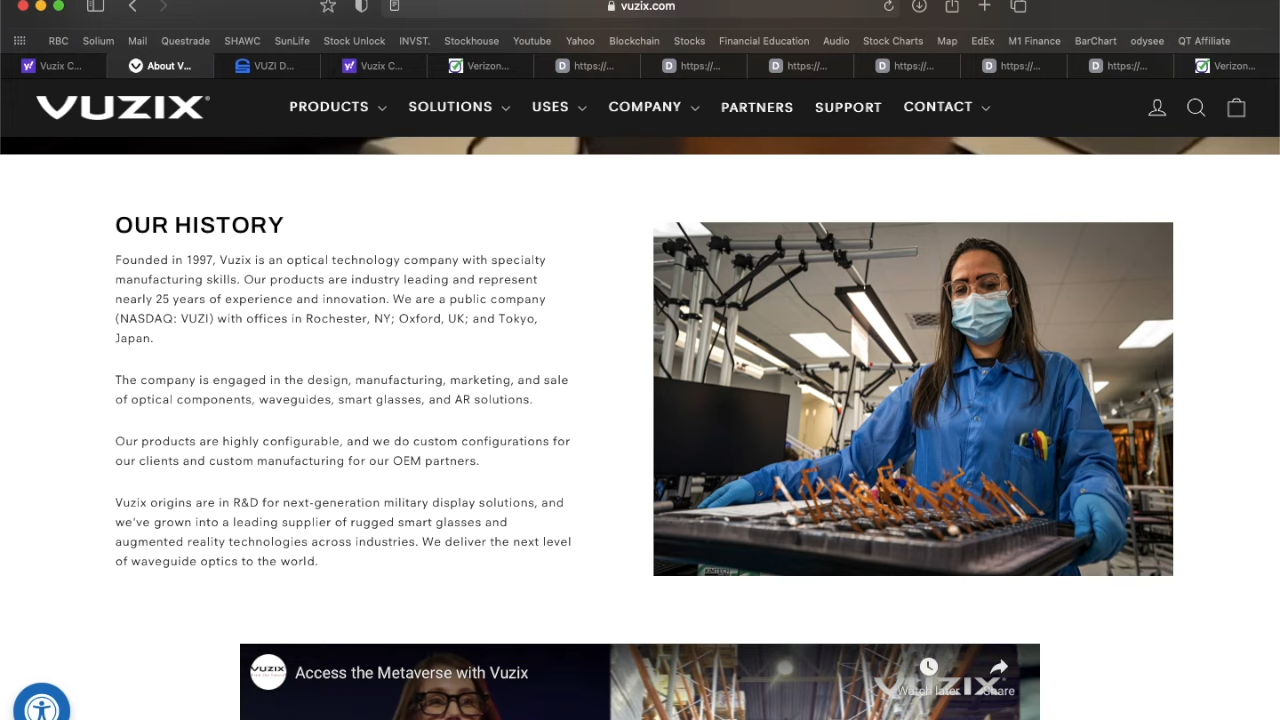 vuzix.com
RBC Solium Mail Questrade SHAWC SunLife Stock Unlock INVST. Stockhouse Youtube Yahoo Blockchain Stocks Financial Education Audio Stock Charts Map EdEx M1 Finance BarChart odysee QT Affiliate
Vuzix C... About V... VUZI D... Vuzix C... Verizon... https://... https://... https://... https://... https://... https://... Verizon...
VUZIX® PRODUCTS SOLUTIONS USES COMPANY PARTNERS SUPPORT CONTACT
OUR HISTORY
Founded in 1997, Vuzix is an optical technology company with specialty
manufacturing skills. Our products are industry leading and represent
nearly 25 years of experience and innovation. We are a public company
(NASDAQ: VUZI) with offices in Rochester, NY; Oxford, UK; and Tokyo,
Japan.
The company is engaged in the design, manufacturing, marketing, and sale
of optical components, waveguides, smart glasses, and AR solutions.
Our products are highly configurable, and we do custom configurations for
our clients and custom manufacturing for our OEM partners.
Vuzix origins are in R&D for next-generation military display solutions, and
we've grown into a leading supplier of rugged smart glasses and
augmented reality technologies across industries. We deliver the next level
of waveguide optics to the world.
KIMTECH
VUZIX Access the Metaverse with Vuzix
VUZIX
Watch later Share